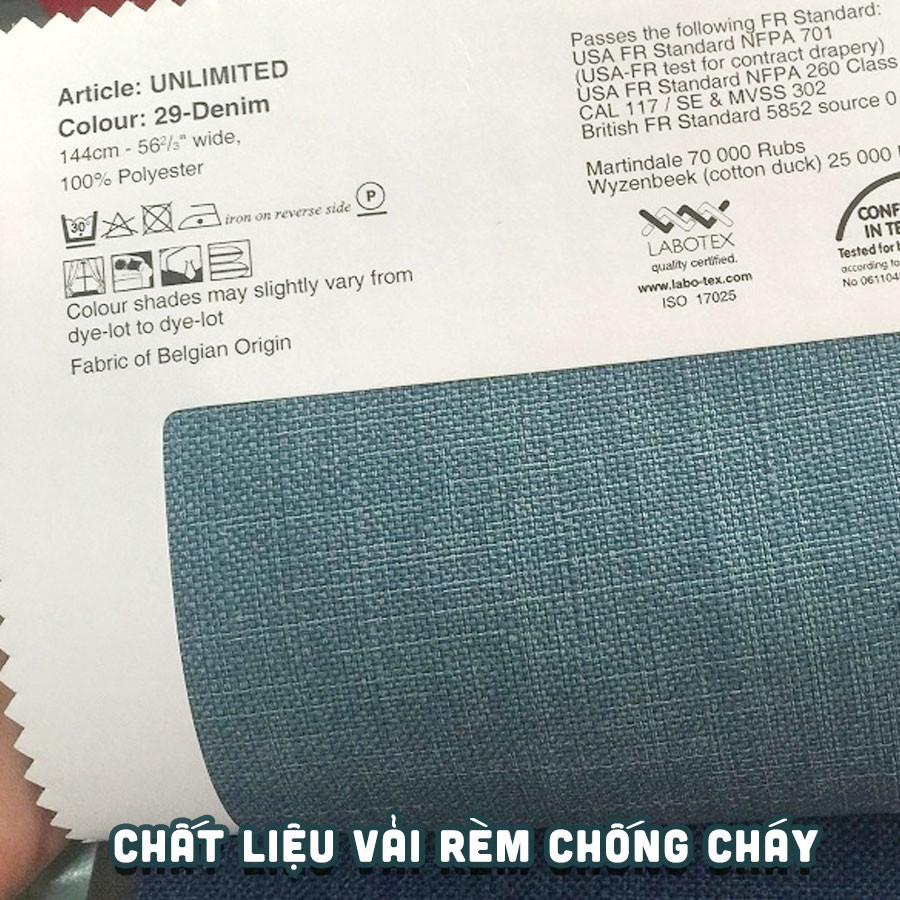 Article: UNLIMITED
Colour: 29-Denim
144cm - 56²/₃" wide,
100% Polyester
30° iron on reverse side P
Colour shades may slightly vary from
dye-lot to dye-lot
Fabric of Belgian Origin
Passes the following FR Standard:
USA FR Standard NFPA 701
(USA-FR test for contract drapery)
USA FR Standard NFPA 260 Class
CAL 117 / SE & MVSS 302
British FR Standard 5852 source 0
Martindale 70 000 Rubs
Wyzenbeek (cotton duck) 25 000
LABOTEX
quality certified.
www.labo-tex.com
ISO 17025
CONF
IN TE
Tested for h
according to
No 061104
CHẤT LIỆU VẢI RÈM CHỐNG CHÁY